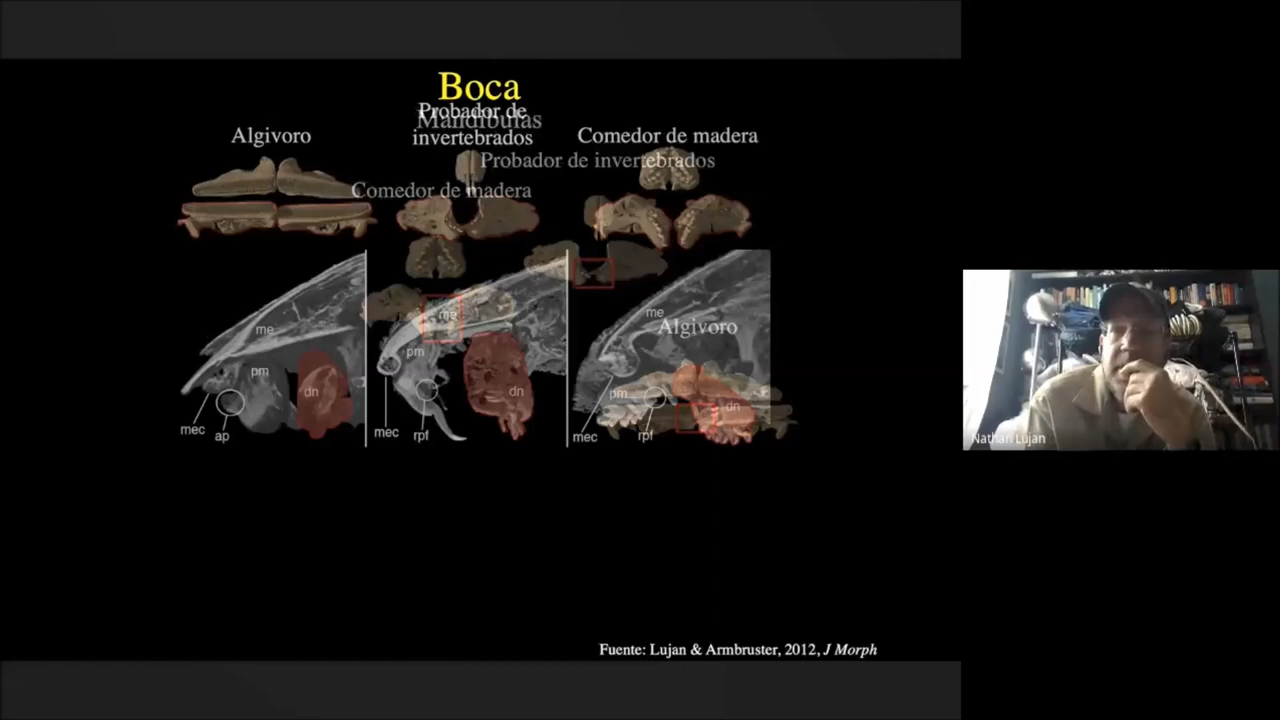 Boca
Probador de
Mandíbulas
invertebrados
Algivoro
Comedor de madera
Probador de invertebrados
Comedor de madera
me
pm
dn
mec
ap
me
pm
dn
mec
rpf
me
Algivoro
pm
dn
mec
rpf
Nathan Lujan
Fuente: Lujan & Armbruster, 2012, J Morph